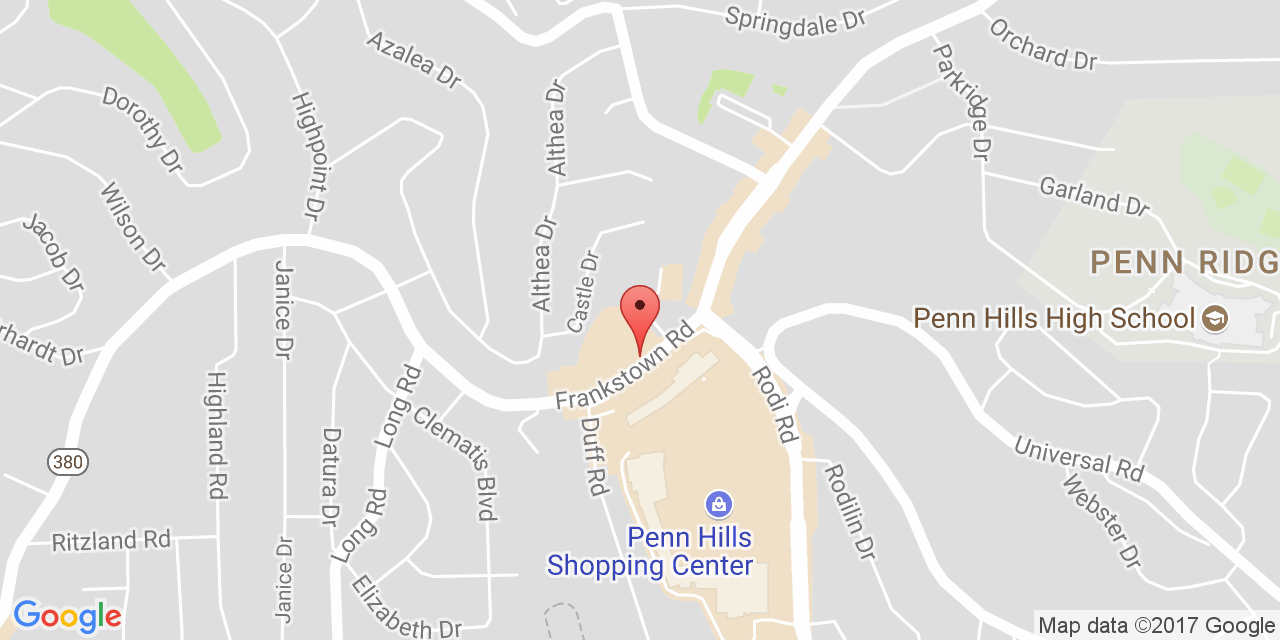 Springdale Dr
Orchard Dr
Azalea Dr
Parkridge Dr
Dorothy Dr
Highpoint Dr
Althea Dr
Garland Dr
Wilson Dr
Jacob Dr
Althea Dr
Castle Dr
PENN RIDG
Janice Dr
Penn Hills High School
rhardt Dr
Frankstown Rd
Highland Rd
Long Rd
Rodi Rd
Clematis Blvd
Duff Rd
Datura Dr
Universal Rd
380
Webster Dr
Rodilin Dr
Long Rd
Ritzland Rd
Penn Hills
Shopping Center
Janice Dr
Elizabeth Dr
Google
Map data ©2017 Google